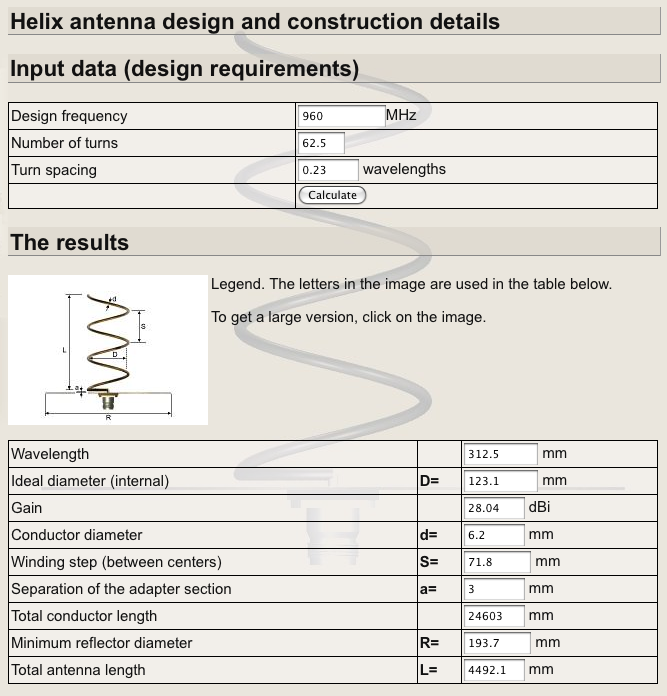 Helix antenna design and construction details
Input data (design requirements)
Design frequency 960 MHz
Number of turns 62.5
Turn spacing 0.23 wavelengths
Calculate
The results
Legend. The letters in the image are used in the table below.
To get a large version, click on the image.
d
S
L
D
a
R
Wavelength 312.5 mm
Ideal diameter (internal) D= 123.1 mm
Gain 28.04 dBi
Conductor diameter d= 6.2 mm
Winding step (between centers) S= 71.8 mm
Separation of the adapter section a= 3 mm
Total conductor length 24603 mm
Minimum reflector diameter R= 193.7 mm
Total antenna length L= 4492.1 mm